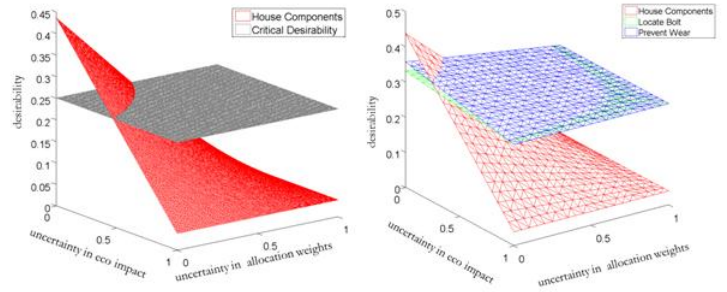 House Components
Critical Desirability
0.45
0.4
0.35
0.3
0.25
0.2
0.15
0.1
0.05
0
desirability
0
0.5
1
uncertainty in eco impact
0
0.5
1
uncertainty in allocation weights
House Components
Locate Bolt
Prevent Wear
0.5
0.4
0.3
0.2
0.1
0
desirability
0
0.5
1
uncertainty in eco impact
0
0.5
1
uncertainty in allocation weights